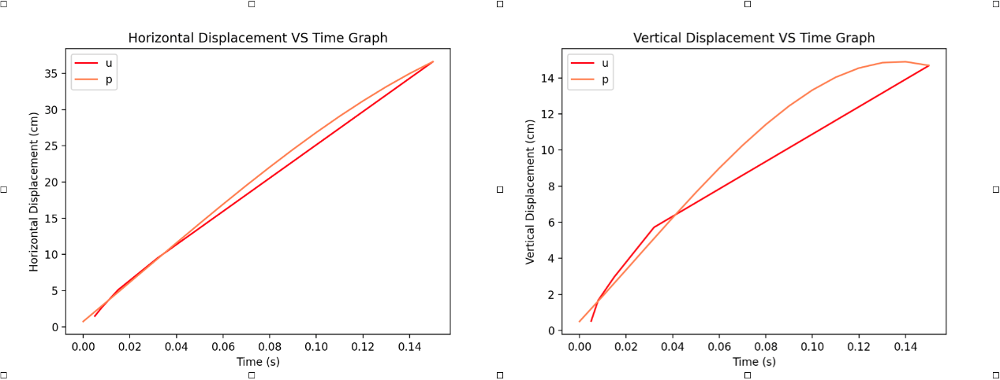 Horizontal Displacement VS Time Graph
u
p
Horizontal Displacement (cm)
35
30
25
20
15
10
5
0
0.00 0.02 0.04 0.06 0.08 0.10 0.12 0.14
Time (s)
Vertical Displacement VS Time Graph
u
p
Vertical Displacement (cm)
14
12
10
8
6
4
2
0
0.00 0.02 0.04 0.06 0.08 0.10 0.12 0.14
Time (s)